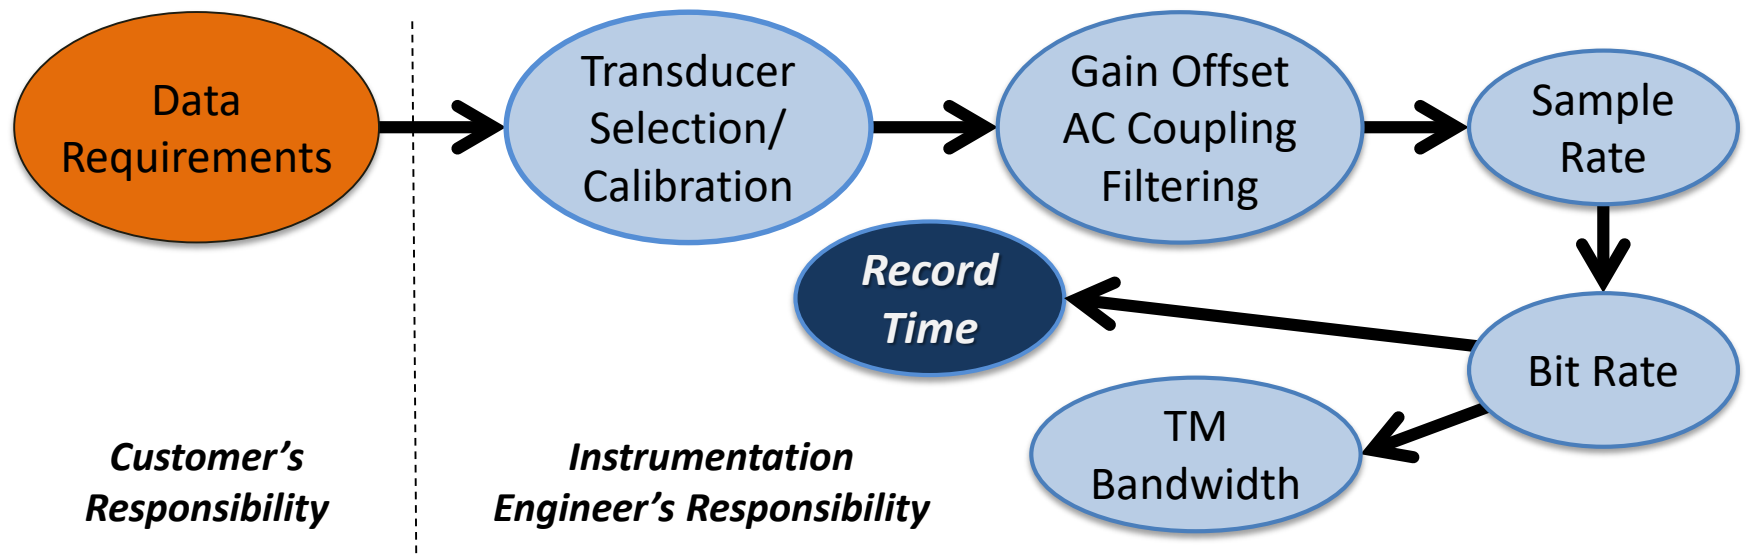 Data
Requirements
Transducer
Selection/
Calibration
Gain Offset
AC Coupling
Filtering
Sample
Rate
Record
Time
Bit Rate
TM
Bandwidth
Customer’s
Responsibility
Instrumentation
Engineer’s Responsibility